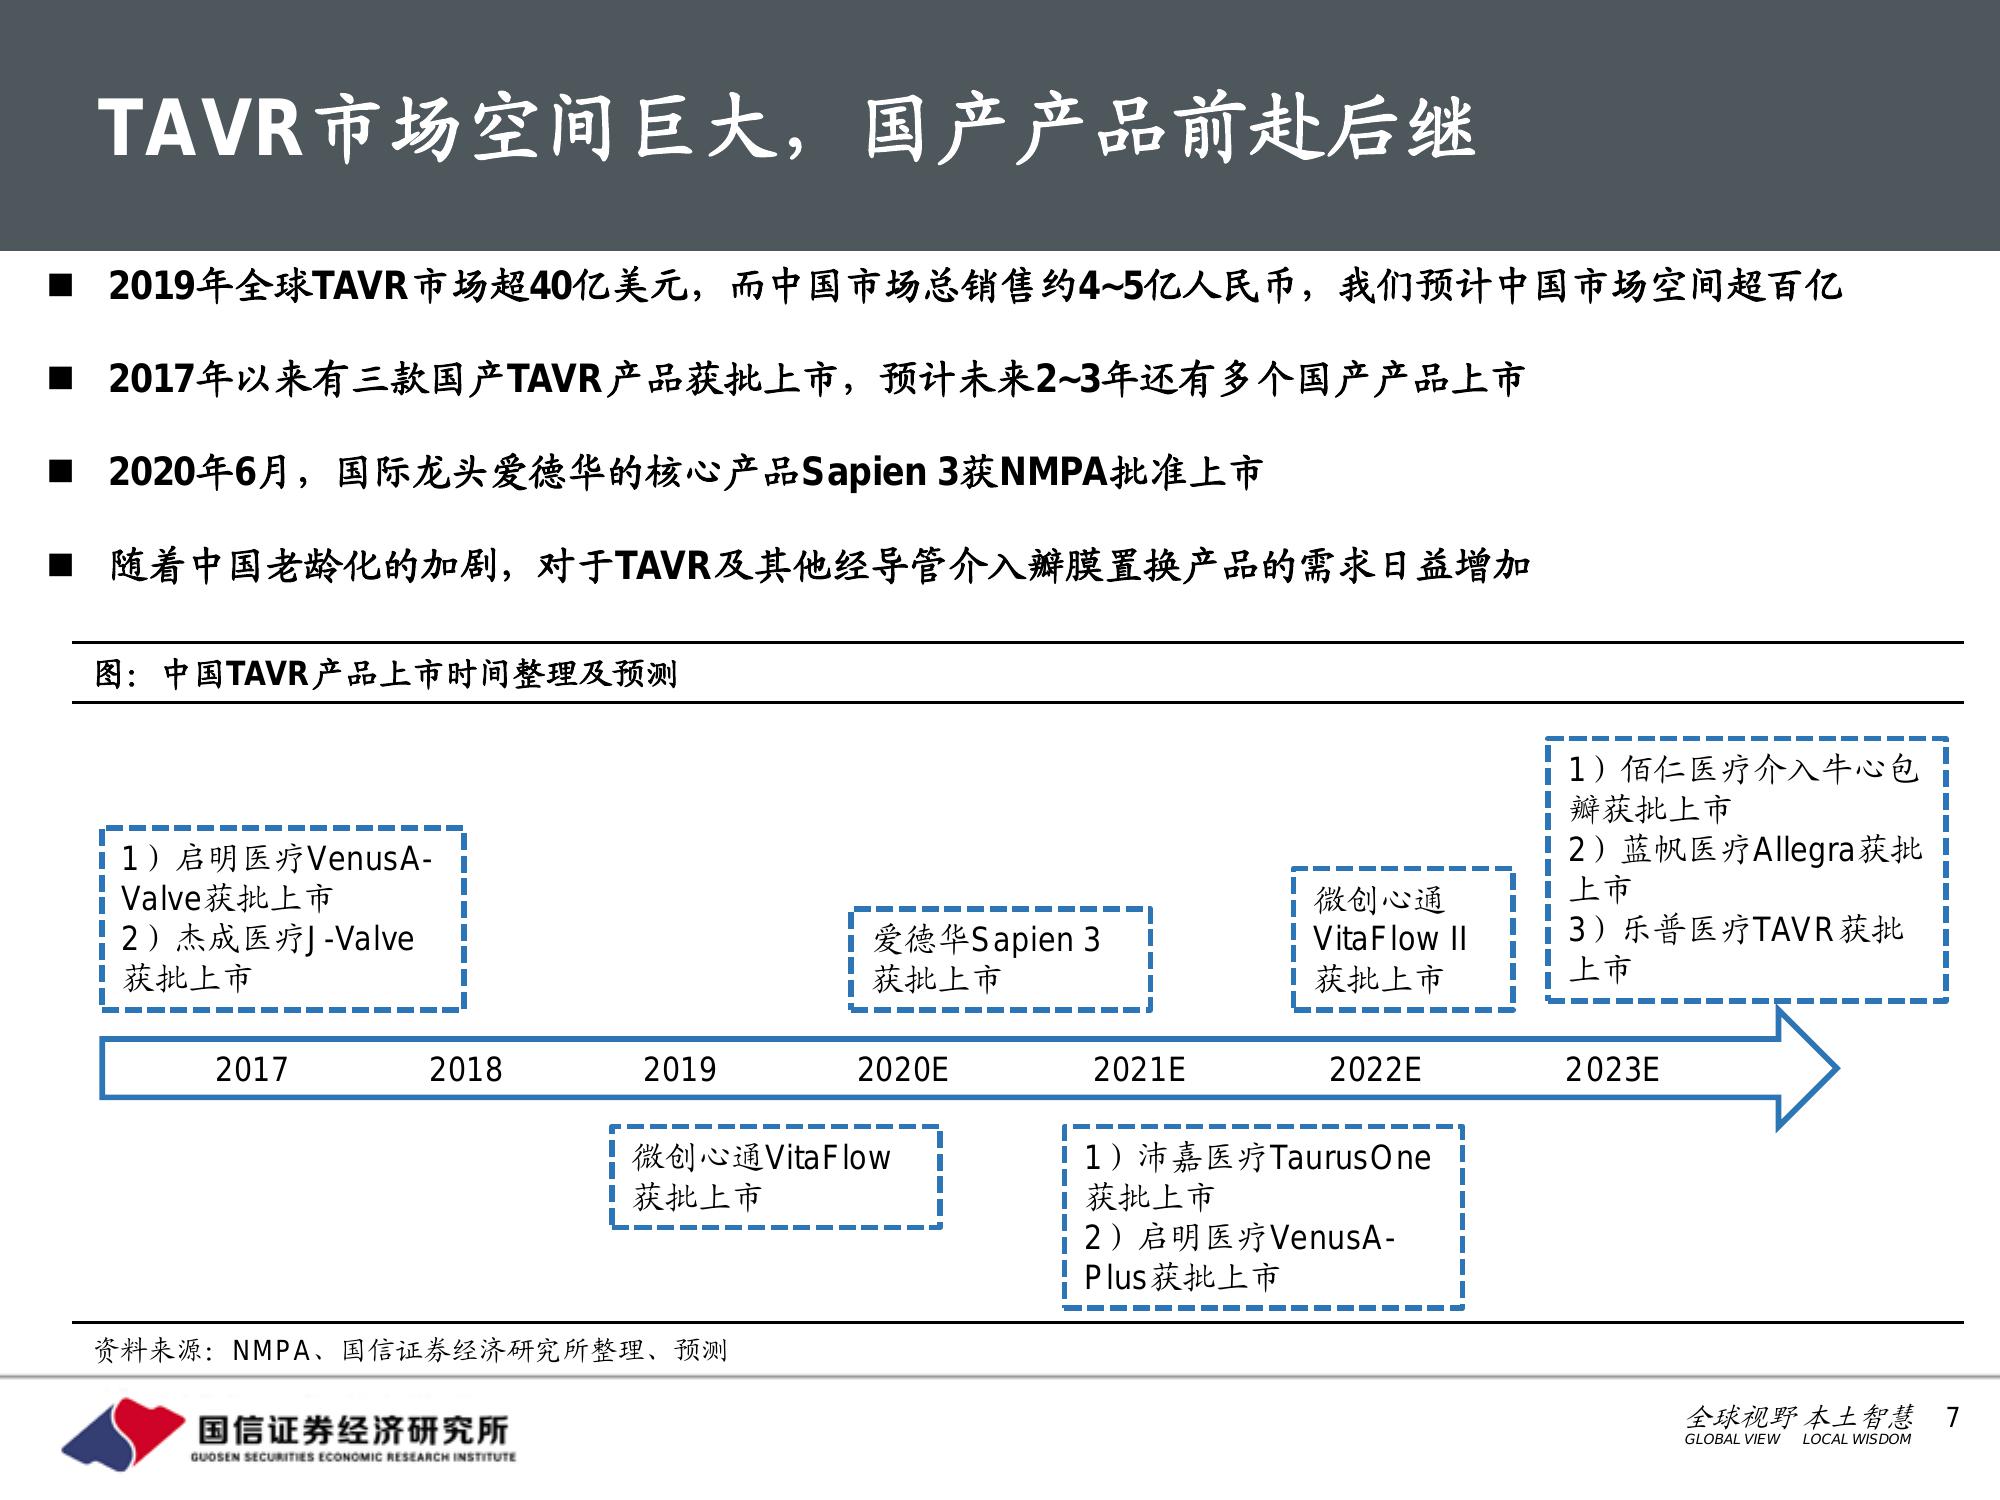 TAVR市场空间巨大，国产产品前赴后继
■ 2019年全球TAVR市场超40亿美元，而中国市场总销售约4~5亿人民币，我们预计中国市场空间超百亿
■ 2017年以来有三款国产TAVR产品获批上市，预计未来2~3年还有多个国产产品上市
■ 2020年6月，国际龙头爱德华的核心产品Sapien 3获NMPA批准上市
■ 随着中国老龄化的加剧，对于TAVR及其他经导管介入瓣膜置换产品的需求日益增加
图：中国TAVR产品上市时间整理及预测
1）启明医疗VenusA-
Valve获批上市
2）杰成医疗J-Valve
获批上市
爱德华Sapien 3
获批上市
微创心通
VitaFlow II
获批上市
1）佰仁医疗介入牛心包
瓣获批上市
2）蓝帆医疗Allegra获批
上市
3）乐普医疗TAVR获批
上市
2017 2018 2019 2020E 2021E 2022E 2023E
微创心通VitaFlow
获批上市
1）沛嘉医疗TaurusOne
获批上市
2）启明医疗VenusA-
Plus获批上市
资料来源：NMPA、国信证券经济研究所整理、预测
国信证券经济研究所
GUOSEN SECURITIES ECONOMIC RESEARCH INSTITUTE
全球视野 本土智慧 7
GLOBAL VIEW LOCAL WISDOM